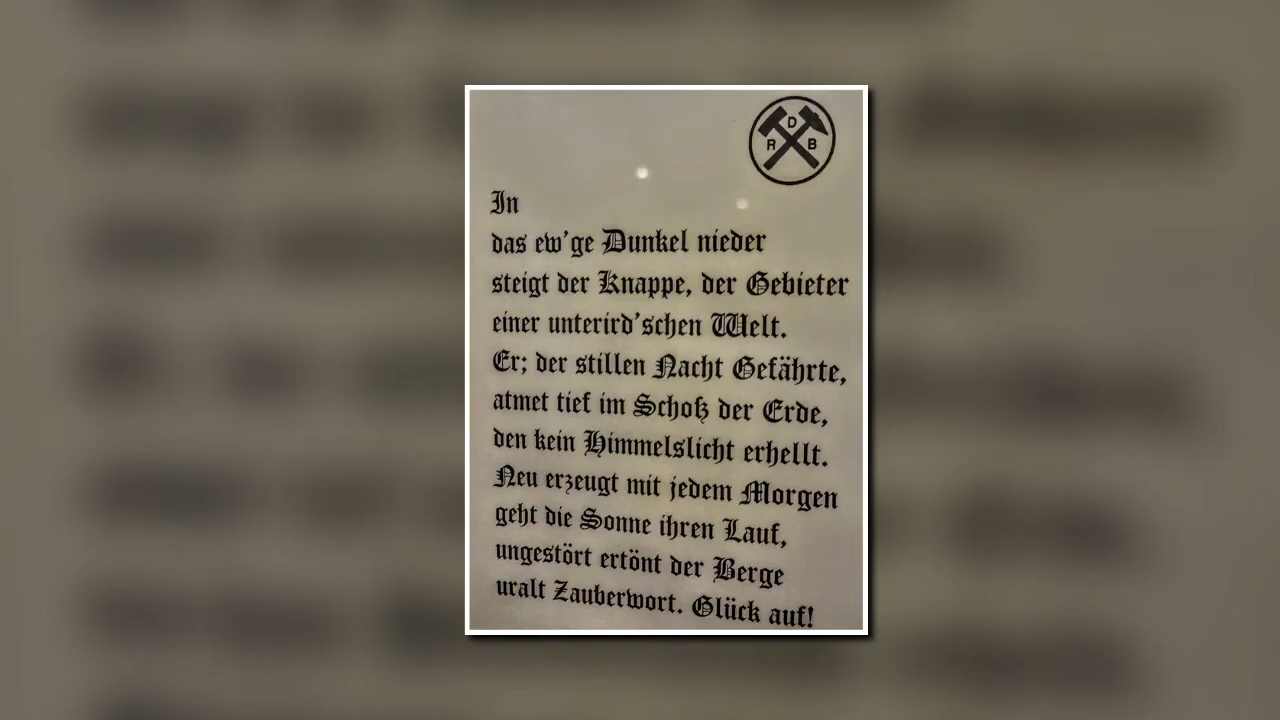 D
R B
In
das ew'ge Dunkel nieder
steigt der Knappe, der Gebieter
einer unterird'schen Welt.
Er; der stillen Nacht Gefährte,
atmet tief im Schoß der Erde,
den kein Himmelslicht erhellt.
Neu erzeugt mit jedem Morgen
geht die Sonne ihren Lauf,
ungestört ertönt der Berge
uralt Zauberwort. Glück auf!